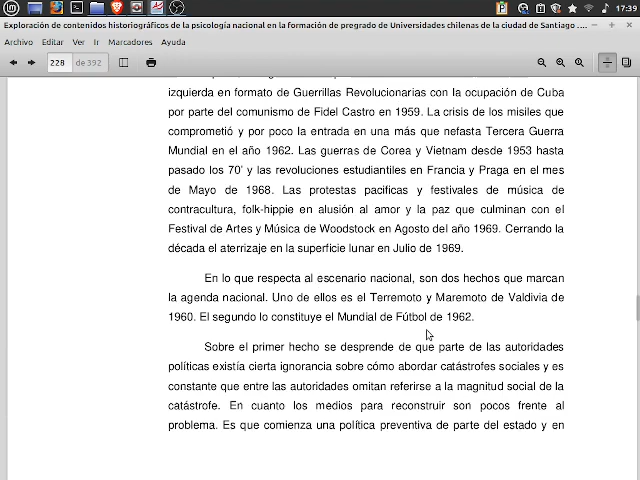 17:39
Exploración de contenidos historiográficos de la psicología nacional en la formación de pregrado de Universidades chilenas de la ciudad de Santiago ....
Archivo Editar Ver Ir Marcadores Ayuda
228 de 392
izquierda en formato de Guerrillas Revolucionarias con la ocupación de Cuba
por parte del comunismo de Fidel Castro en 1959. La crisis de los misiles que
comprometió y por poco la entrada en una más que nefasta Tercera Guerra
Mundial en el año 1962. Las guerras de Corea y Vietnam desde 1953 hasta
pasado los 70' y las revoluciones estudiantiles en Francia y Praga en el mes
de Mayo de 1968. Las protestas pacificas y festivales de música de
contracultura, folk-hippie en alusión al amor y la paz que culminan con el
Festival de Artes y Música de Woodstock en Agosto del año 1969. Cerrando la
década el aterrizaje en la superficie lunar en Julio de 1969.
En lo que respecta al escenario nacional, son dos hechos que marcan
la agenda nacional. Uno de ellos es el Terremoto y Maremoto de Valdivia de
1960. El segundo lo constituye el Mundial de Fútbol de 1962.
Sobre el primer hecho se desprende de que parte de las autoridades
políticas existía cierta ignorancia sobre cómo abordar catástrofes sociales y es
constante que entre las autoridades omitan referirse a la magnitud social de la
catástrofe. En cuanto los medios para reconstruir son pocos frente al
problema. Es que comienza una política preventiva de parte del estado y en